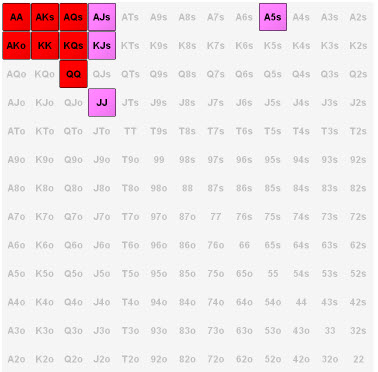 AA AKs AQs AJs ATs A9s A8s A7s A6s A5s A4s A3s A2s
AKo KK KQs KJs KTs K9s K8s K7s K6s K5s K4s K3s K2s
AQo KQo QQ QJs QTs Q9s Q8s Q7s Q6s Q5s Q4s Q3s Q2s
AJo KJo QJo JJ JTs J9s J8s J7s J6s J5s J4s J3s J2s
ATo KTo QTo JTo TT T9s T8s T7s T6s T5s T4s T3s T2s
A9o K9o Q9o J9o T9o 99 98s 97s 96s 95s 94s 93s 92s
A8o K8o Q8o J8o T8o 98o 88 87s 86s 85s 84s 83s 82s
A7o K7o Q7o J7o T7o 97o 87o 77 76s 75s 74s 73s 72s
A6o K6o Q6o J6o T6o 96o 86o 76o 66 65s 64s 63s 62s
A5o K5o Q5o J5o T5o 95o 85o 75o 65o 55 54s 53s 52s
A4o K4o Q4o J4o T4o 94o 84o 74o 64o 54o 44 43s 42s
A3o K3o Q3o J3o T3o 93o 83o 73o 63o 53o 43o 33 32s
A2o K2o Q2o J2o T2o 92o 82o 72o 62o 52o 42o 32o 22